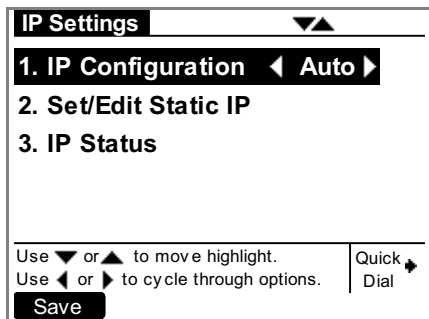 IP Settings ▼▲
1. IP Configuration ◀ Auto ▶
2. Set/Edit Static IP
3. IP Status
Use ▼ or ▲ to move highlight.
Use ◀ or ▶ to cycle through options.
Quick
Dial
Save